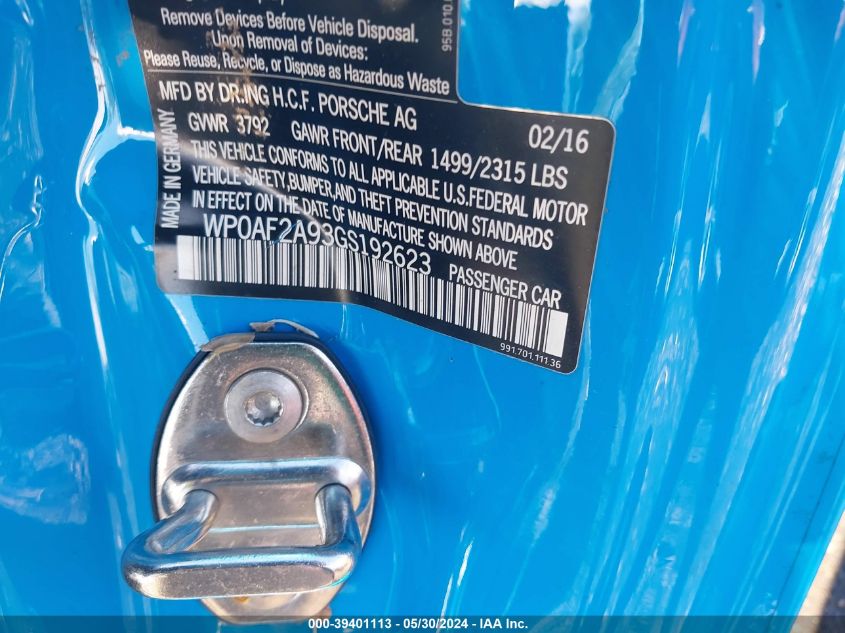 Remove Devices Before Vehicle Disposal.
Upon Removal of Devices:
Please Reuse, Recycle, or Dispose as Hazardous Waste
95B 010
MFD BY DR.ING H.C.F. PORSCHE AG
02/16
GVWR 3792 GAWR FRONT/REAR 1499/2315 LBS
THIS VEHICLE CONFORMS TO ALL APPLICABLE U.S.FEDERAL MOTOR
VEHICLE SAFETY,BUMPER,AND THEFT PREVENTION STANDARDS
IN EFFECT ON THE DATE OF MANUFACTURE SHOWN ABOVE
MADE IN GERMANY
WP0AF2A93GS192623
PASSENGER CAR
991.701.111.36
000-39401113 - 05/30/2024 - IAA Inc.